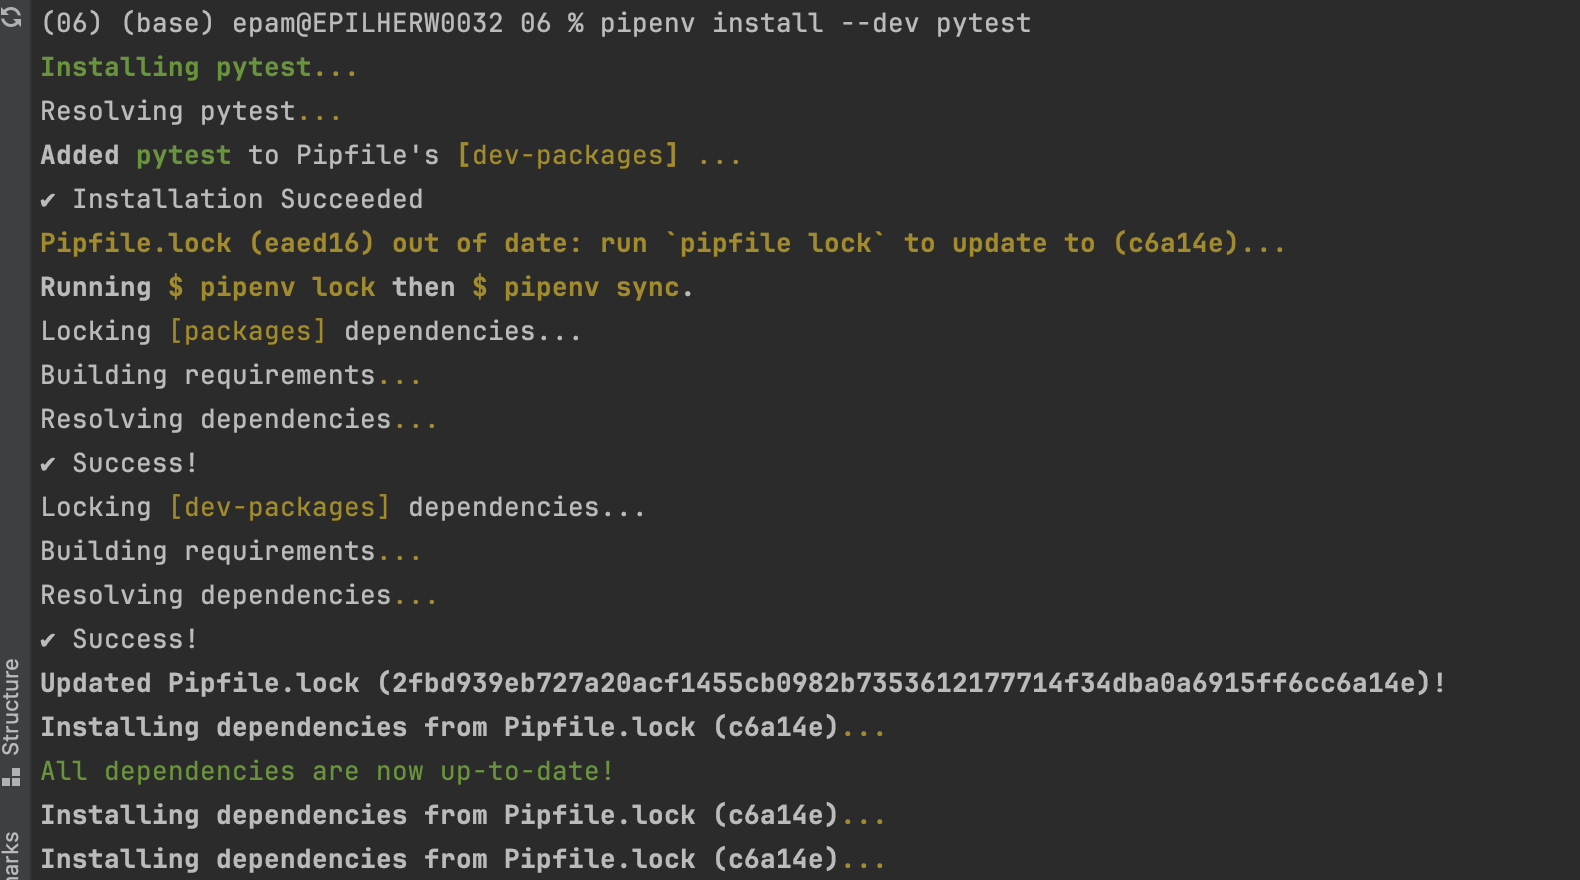 (06) (base) epam@EPILHERW0032 06 % pipenv install --dev pytest
Installing pytest...
Resolving pytest...
Added pytest to Pipfile's [dev-packages] ...
✔ Installation Succeeded
Pipfile.lock (eaed16) out of date: run `pipfile lock` to update to (c6a14e)...
Running $ pipenv lock then $ pipenv sync.
Locking [packages] dependencies...
Building requirements...
Resolving dependencies...
✔ Success!
Locking [dev-packages] dependencies...
Building requirements...
Resolving dependencies...
✔ Success!
Updated Pipfile.lock (2fbd939eb727a20acf1455cb0982b7353612177714f34dba0a6915ff6cc6a14e)!
Installing dependencies from Pipfile.lock (c6a14e)...
All dependencies are now up-to-date!
Installing dependencies from Pipfile.lock (c6a14e)...
Installing dependencies from Pipfile.lock (c6a14e)...
Structure